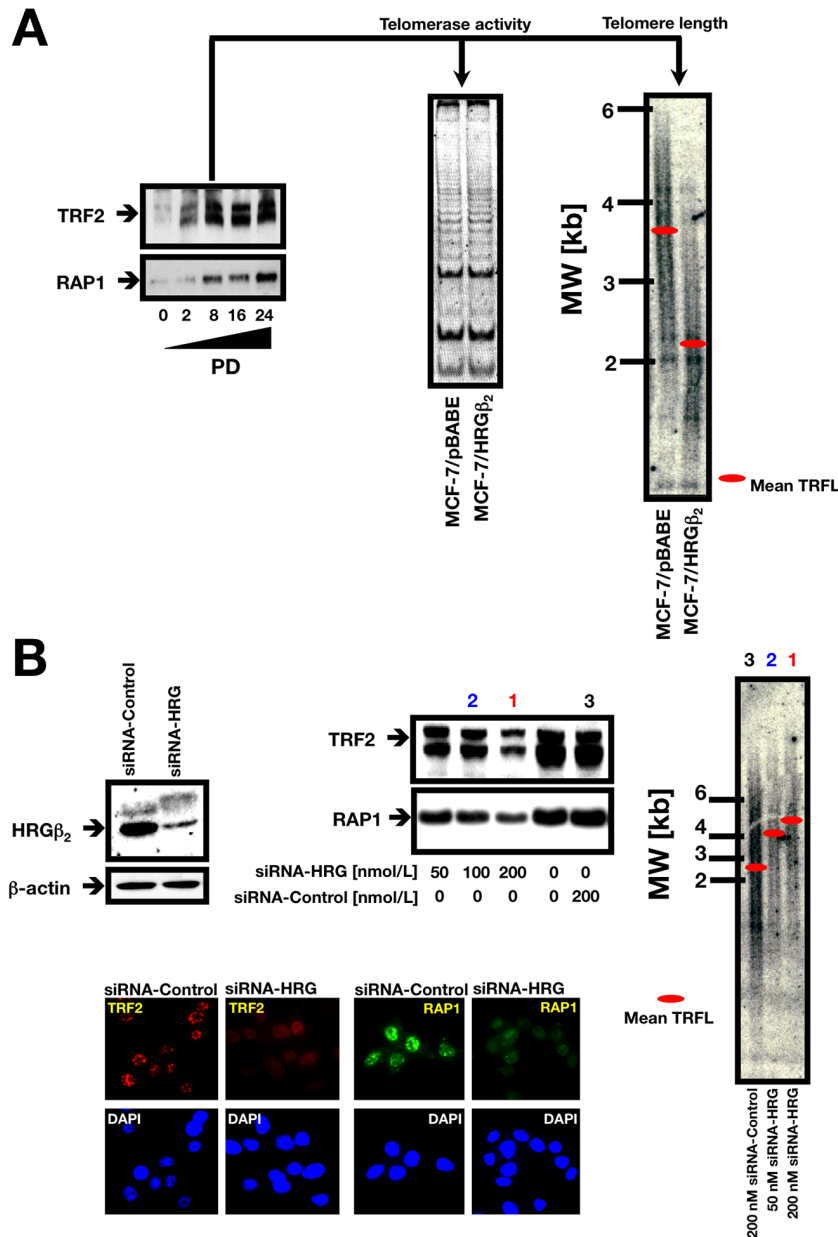 A
Telomerase activity
Telomere length
TRF2
RAP1
0 2 8 16 24
PD
MCF-7/pBABE
MCF-7/HRGβ2
MW [kb]
6
4
3
2
Mean TRFL
MCF-7/pBABE
MCF-7/HRGβ2
B
siRNA-Control
siRNA-HRG
HRGβ2
β-actin
2 1 3
TRF2
RAP1
siRNA-HRG [nmol/L] 50 100 200 0 0
siRNA-Control [nmol/L] 0 0 0 0 200
3 2 1
MW [kb]
6
4
3
2
Mean TRFL
200 nM siRNA-Control
50 nM siRNA-HRG
200 nM siRNA-HRG
siRNA-Control siRNA-HRG siRNA-Control siRNA-HRG
TRF2 TRF2 RAP1 RAP1
DAPI DAPI DAPI DAPI